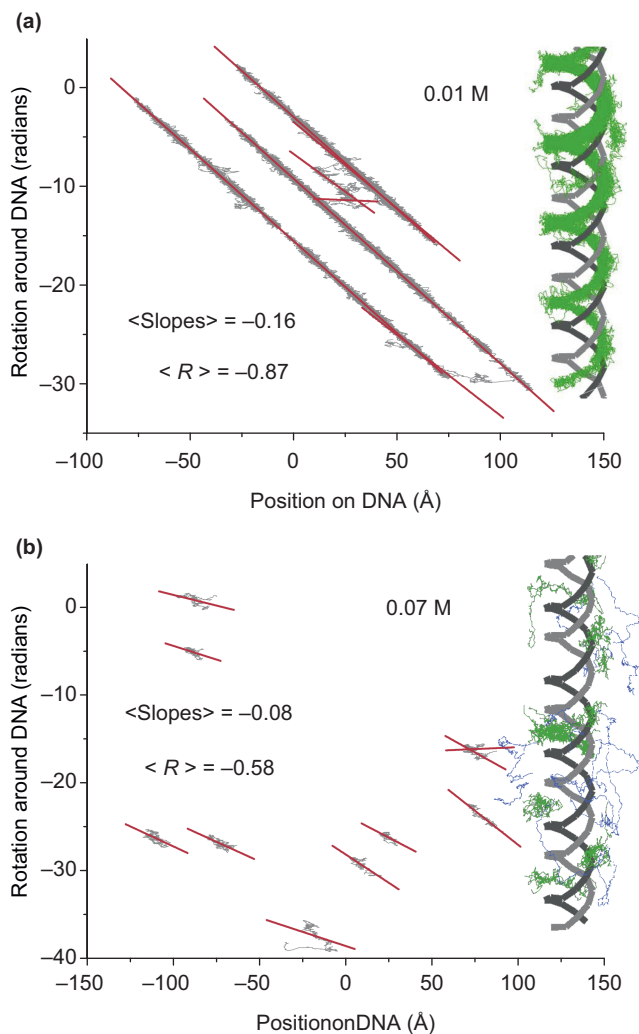 (a)
0
–10
–20
–30
Rotation around DNA (radians)
0.01 M
<Slopes> = –0.16
< R > = –0.87
–100
–50
0
50
100
150
Position on DNA (Å)
(b)
0
–10
–20
–30
–40
Rotation around DNA (radians)
0.07 M
<Slopes> = –0.08
< R > = –0.58
–150
–100
–50
0
50
100
150
PositiononDNA (Å)